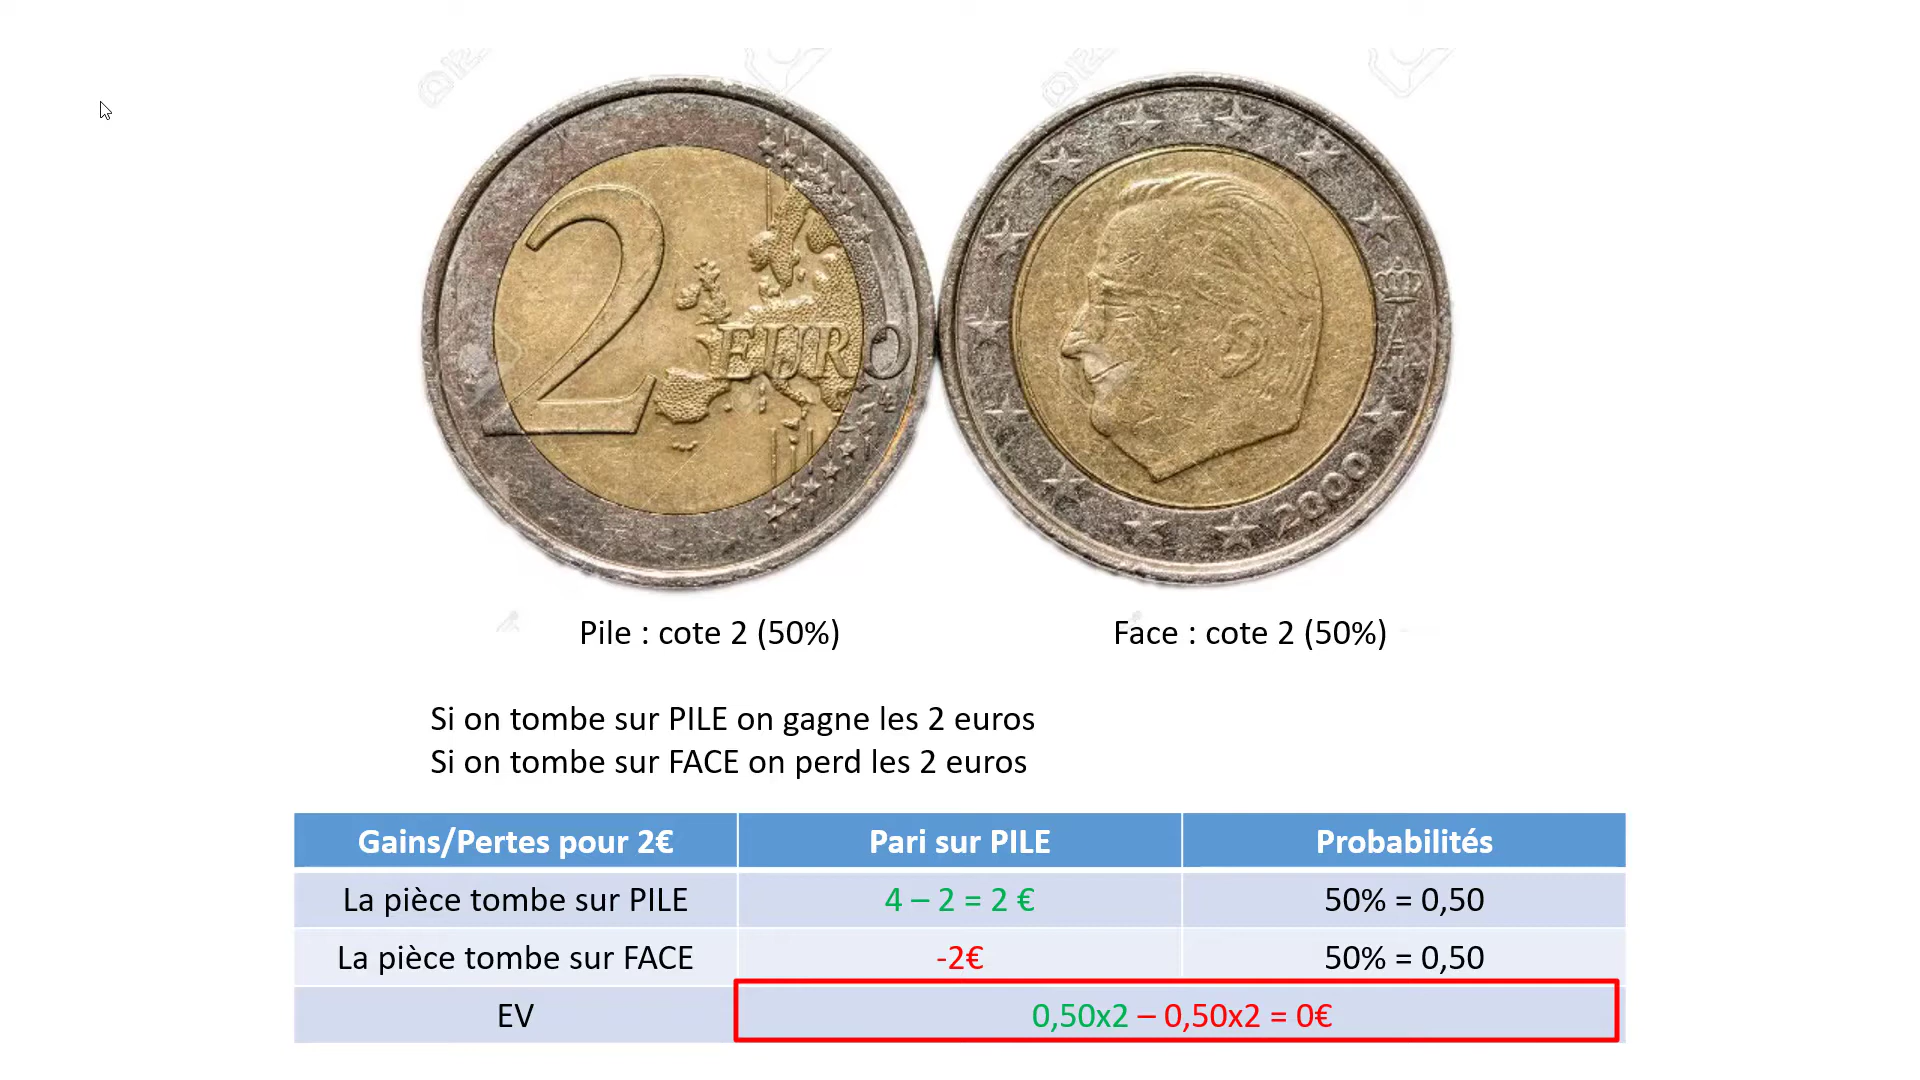 2 EURO
2000
Pile : cote 2 (50%)
Face : cote 2 (50%)
Si on tombe sur PILE on gagne les 2 euros
Si on tombe sur FACE on perd les 2 euros
Gains/Pertes pour 2€ Pari sur PILE Probabilités
La pièce tombe sur PILE 4 – 2 = 2 € 50% = 0,50
La pièce tombe sur FACE -2€ 50% = 0,50
EV 0,50x2 – 0,50x2 = 0€